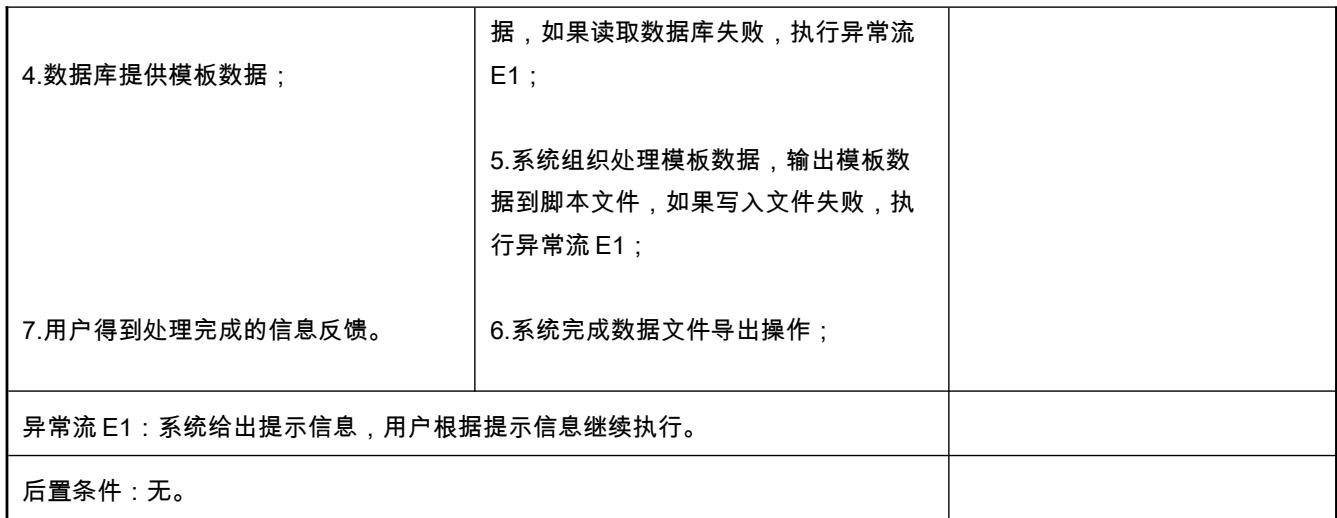 4.数据库提供模板数据；
7.用户得到处理完成的信息反馈。
据，如果读取数据库失败，执行异常流
E1；
5.系统组织处理模板数据，输出模板数
据到脚本文件，如果写入文件失败，执
行异常流 E1；
6.系统完成数据文件导出操作；
异常流 E1：系统给出提示信息，用户根据提示信息继续执行。
后置条件：无。